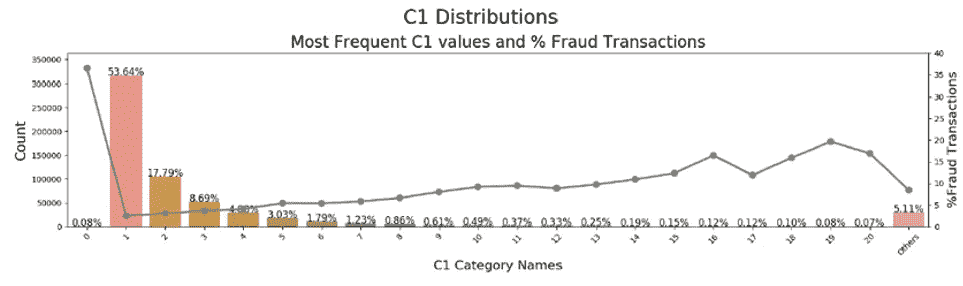 C1 Distributions
Most Frequent C1 values and % Fraud Transactions
350000
300000
250000
200000
150000
100000
50000
0
Count
40
35
30
25
20
15
10
5
0
%Fraud Transactions
0.08% 53.64% 17.79% 8.69% 3.03% 1.79% 1.23% 0.86% 0.61% 0.49% 0.37% 0.33% 0.25% 0.19% 0.15% 0.12% 0.12% 0.10% 0.08% 0.07% 5.11%
0 1 2 3 4 5 6 7 8 9 10 11 12 13 14 15 16 17 18 19 20 others
C1 Category Names